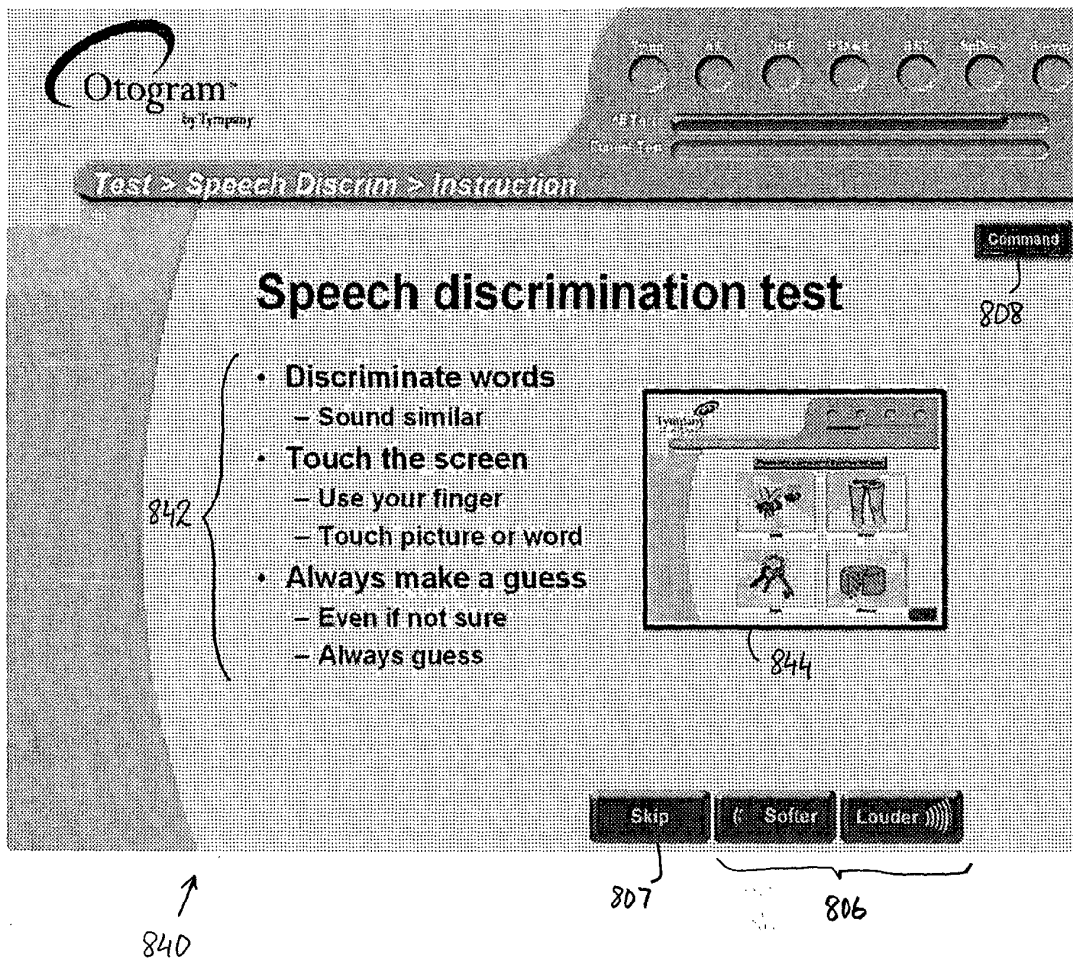 Otogram™
by Tympany
Test > Speech Discrim > Instruction
Command
808
Speech discrimination test
• Discriminate words
– Sound similar
• Touch the screen
– Use your finger
– Touch picture or word
• Always make a guess
– Even if not sure
– Always guess
842
Tympany
844
Skip
Softer
Louder
807
806
840